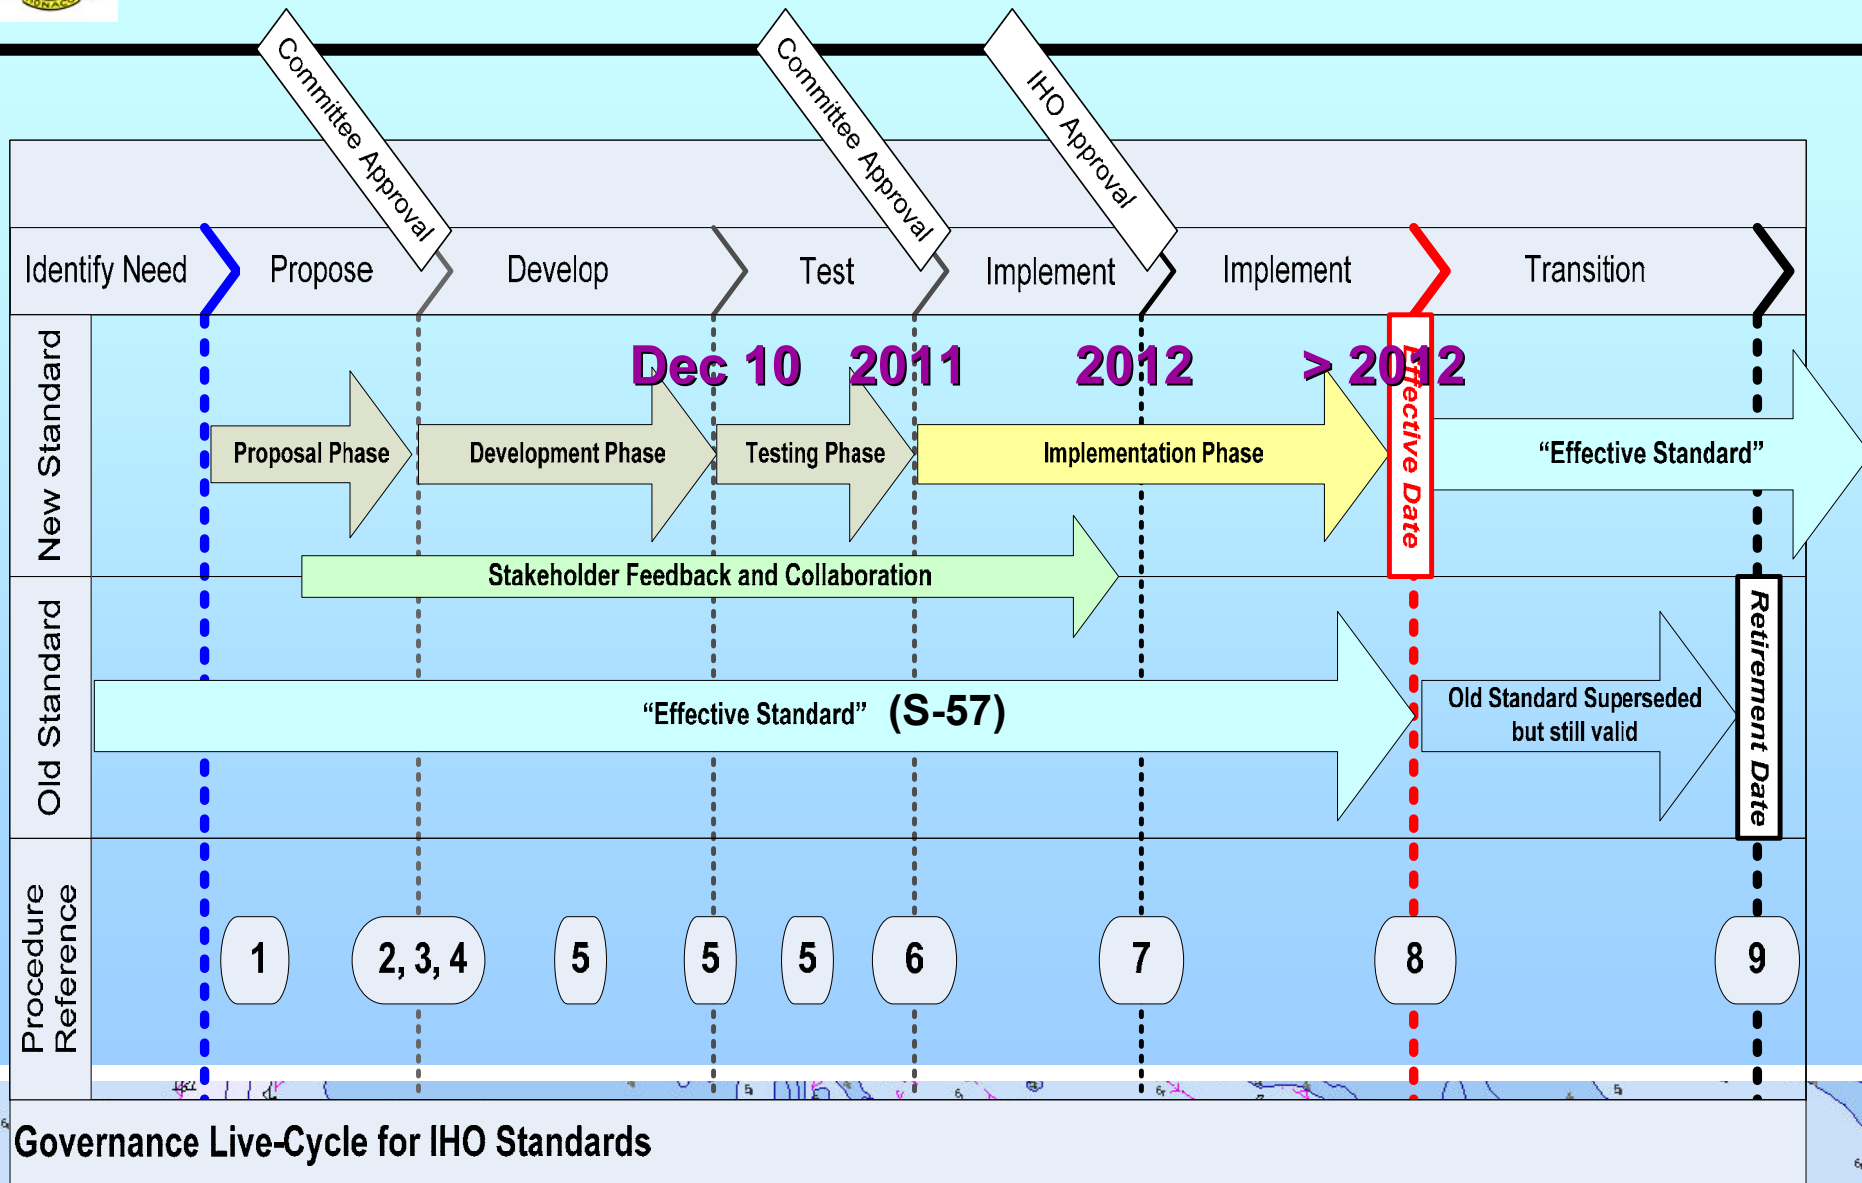 MONACO
Committee Approval
Committee Approval
IHO Approval
Identify Need
Propose
Develop
Test
Implement
Implement
Transition
New Standard
Dec 10
2011
2012
> 2012
Proposal Phase
Development Phase
Testing Phase
Implementation Phase
Effective Date
“Effective Standard”
Stakeholder Feedback and Collaboration
Old Standard
“Effective Standard” (S-57)
Old Standard Superseded
but still valid
Retirement Date
Procedure
Reference
1
2, 3, 4
5
5
5
6
7
8
9
Governance Live-Cycle for IHO Standards